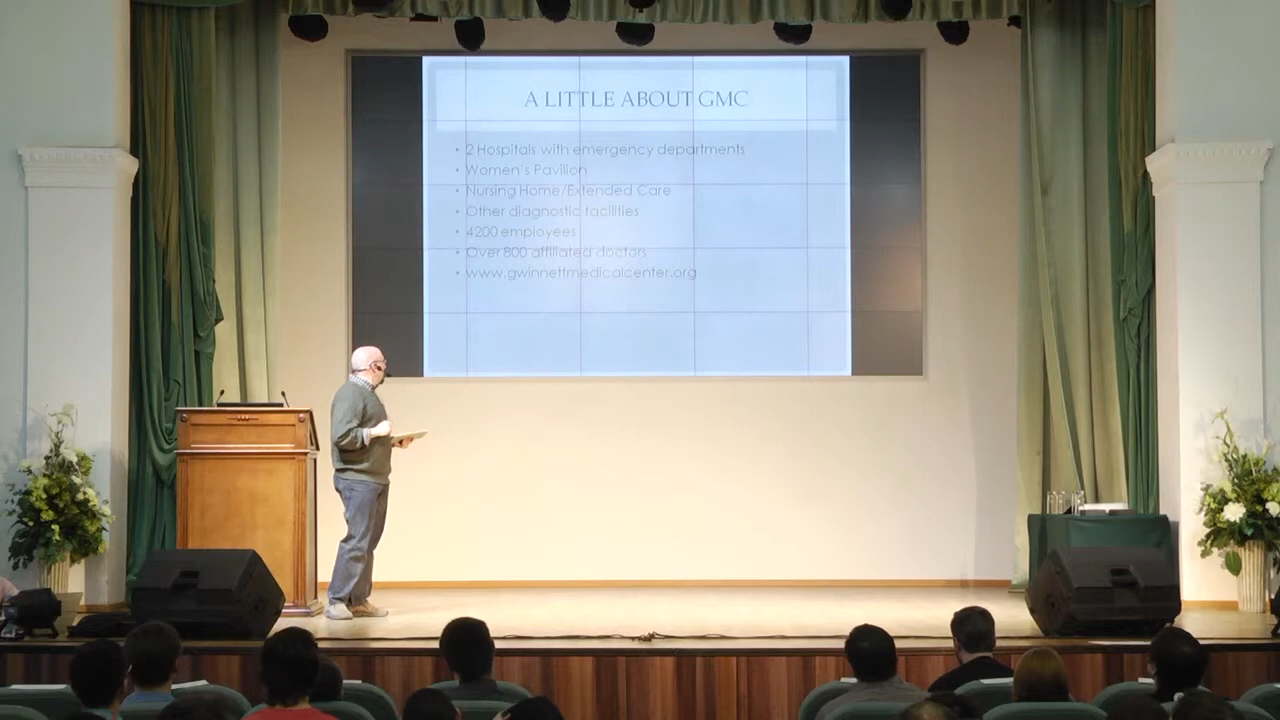 A LITTLE ABOUT GMC
• 2 Hospitals with emergency departments
• Women's Pavilion
• Nursing Home/Extended Care
• Other diagnostic facilities
• 4200 employees
• Over 800 affiliated doctors
• www.gwinnettmedicalcenter.org